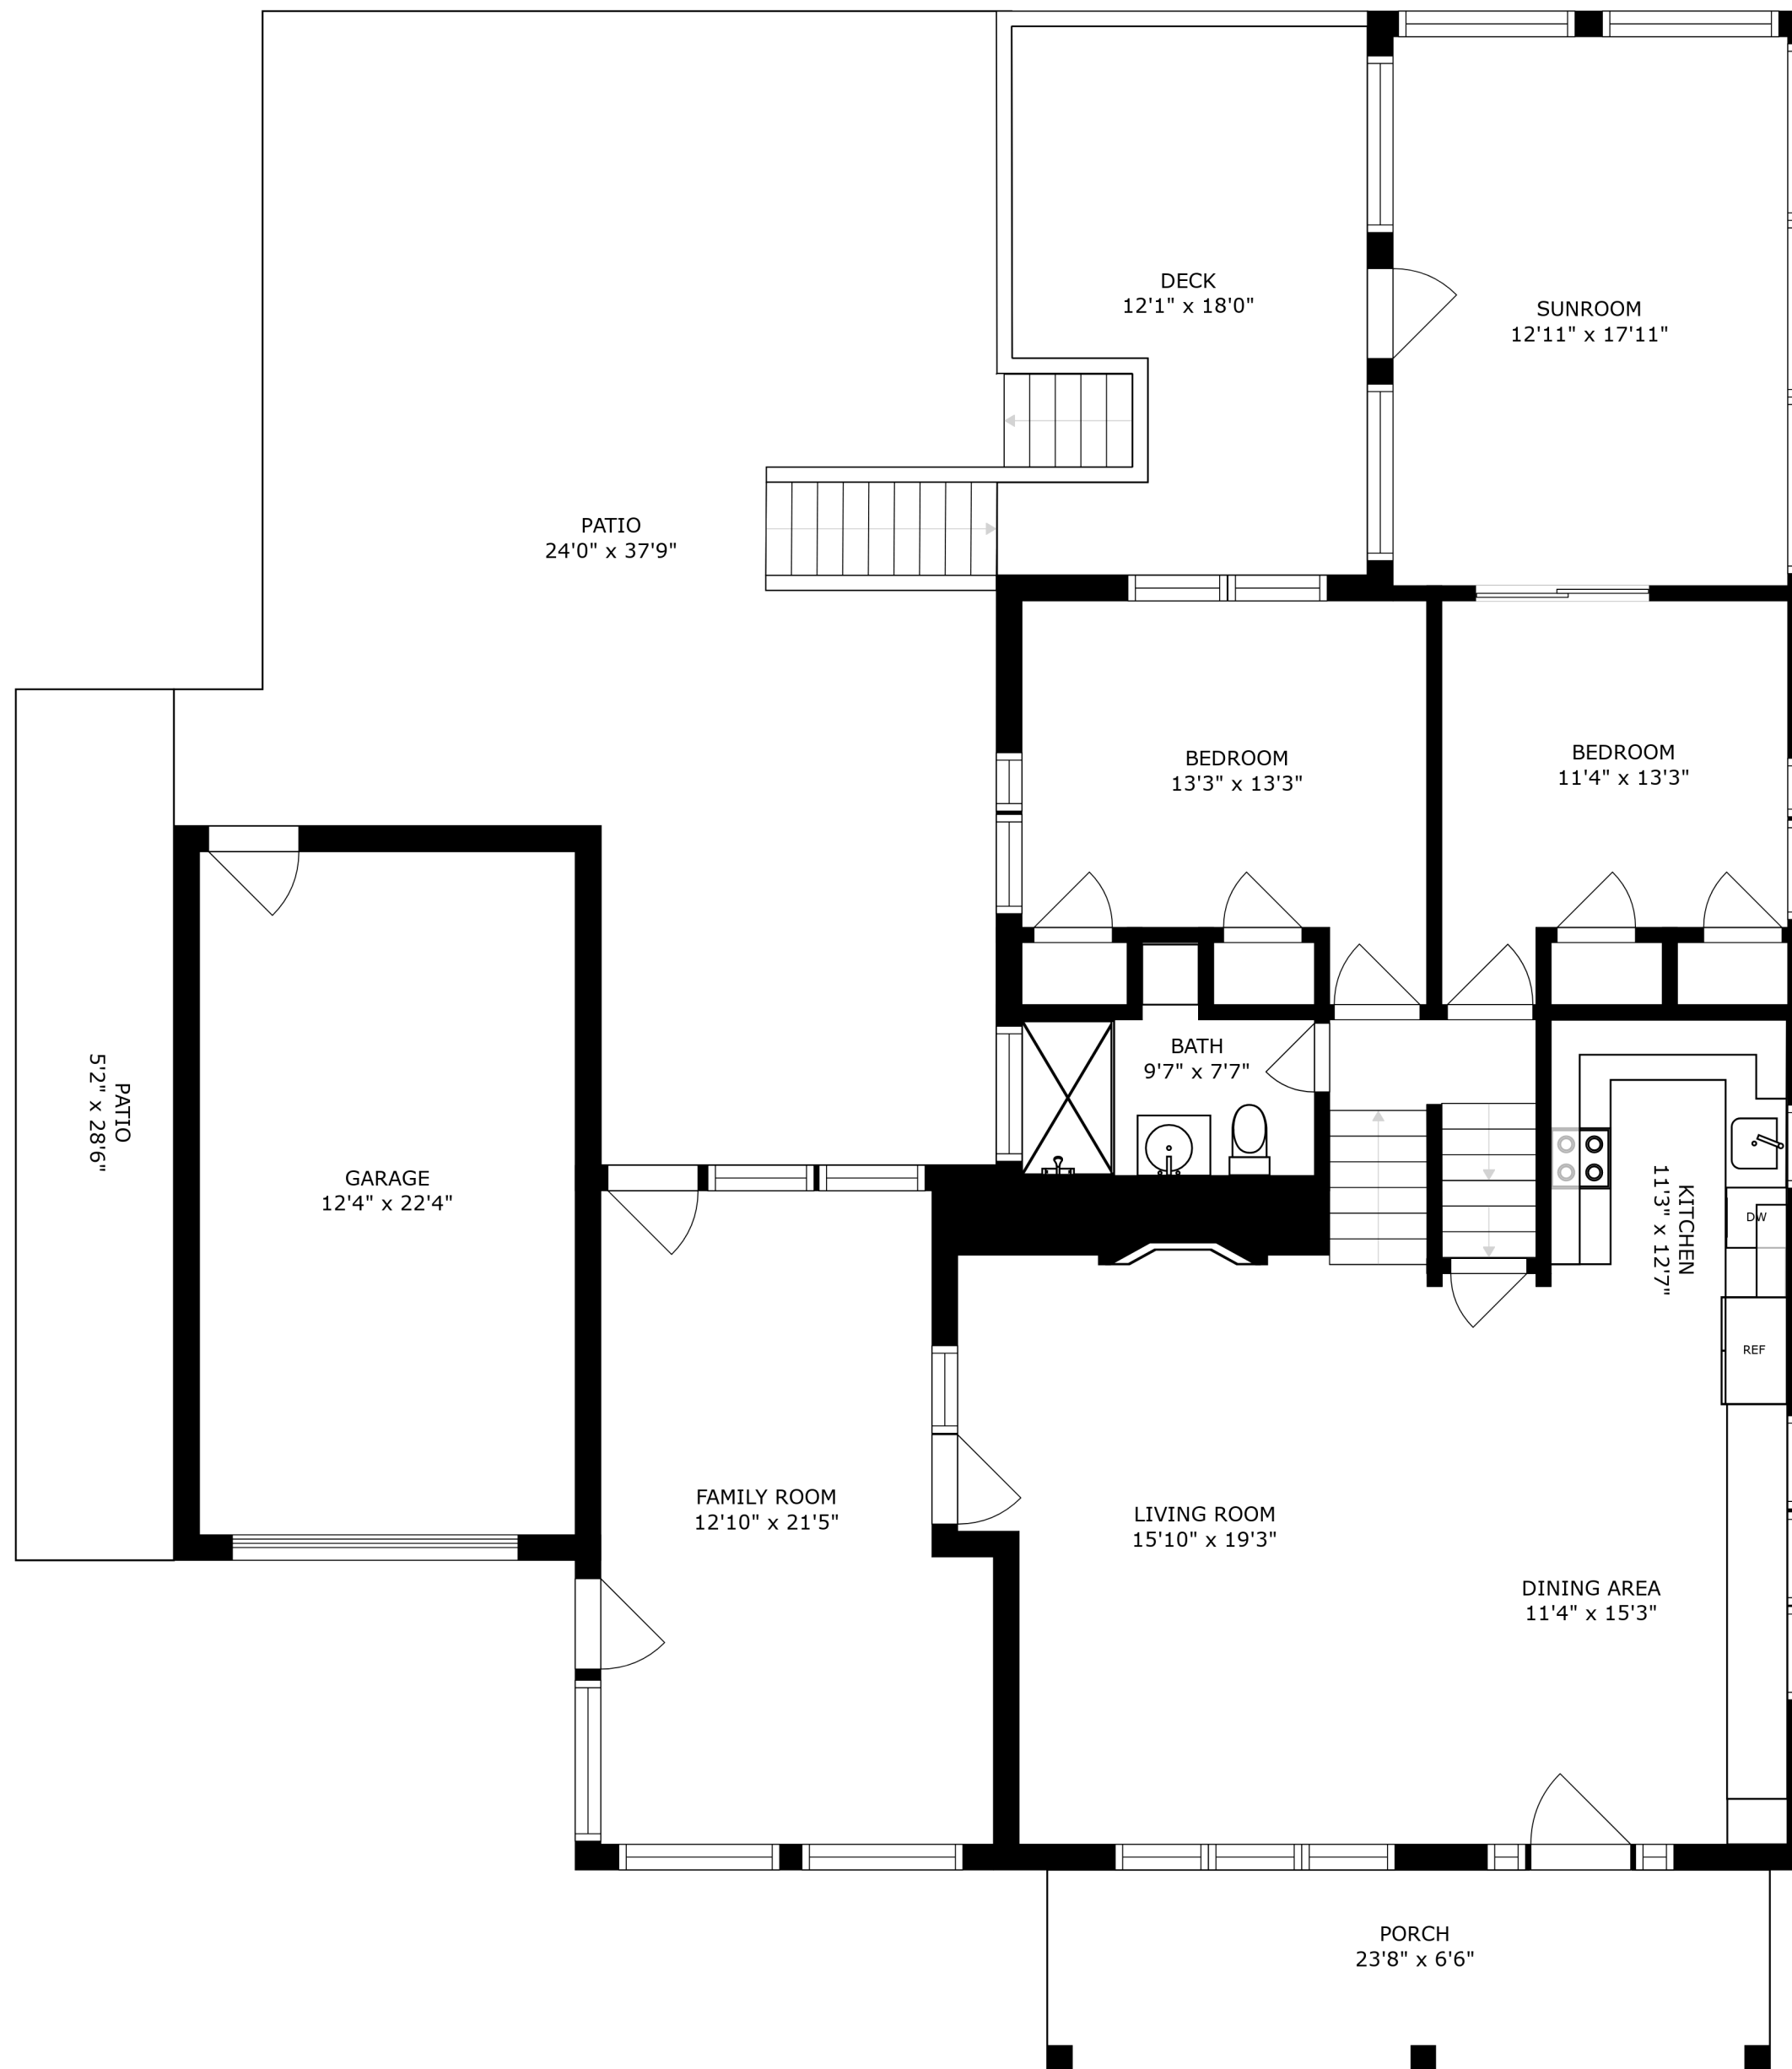 DECK
12'1" x 18'0"
SUNROOM
12'11" x 17'11"
PATIO
24'0" x 37'9"
BEDROOM
13'3" x 13'3"
BEDROOM
11'4" x 13'3"
BATH
9'7" x 7'7"
PATIO
5'2" x 28'6"
GARAGE
12'4" x 22'4"
KITCHEN
11'3" x 12'7"
DW
REF
FAMILY ROOM
12'10" x 21'5"
LIVING ROOM
15'10" x 19'3"
DINING AREA
11'4" x 15'3"
PORCH
23'8" x 6'6"